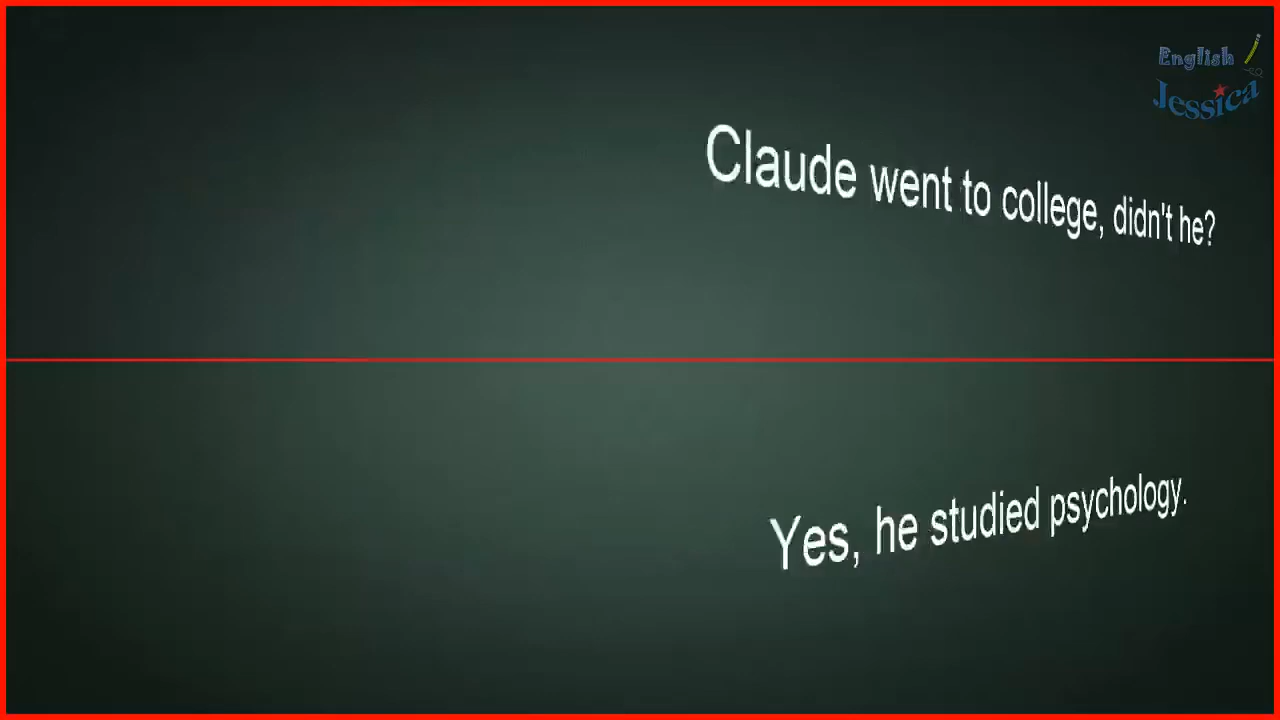 English
Jessica
Claude went to college, didn't he?
Yes, he studied psychology.